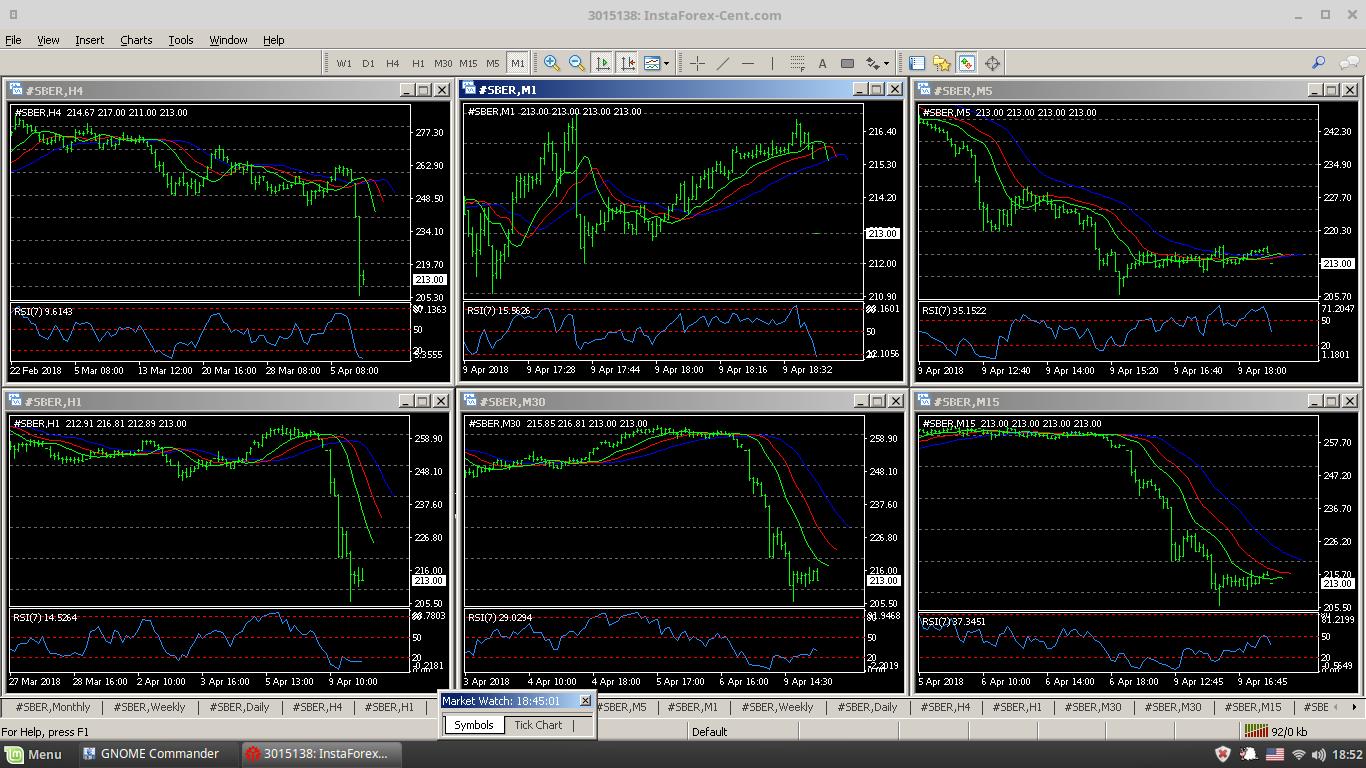 3015138: InstaForex-Cent.com
File View Insert Charts Tools Window Help
W1 D1 H4 H1 M30 M15 M5 M1
A
#SBER,H4
#SBER,H4 214.67 217.00 211.00 213.00
277.30
262.90
248.50
234.10
219.70
213.00
205.30
RSI(7) 9.6143
50
20
22 Feb 2018 5 Mar 08:00 13 Mar 12:00 20 Mar 16:00 28 Mar 08:00 5 Apr 08:00
#SBER,M1
#SBER,M1 213.00 213.00 213.00 213.00
216.40
215.30
214.20
213.00
212.00
210.90
RSI(7) 15.5626
50
9 Apr 2018 9 Apr 17:28 9 Apr 17:44 9 Apr 18:00 9 Apr 18:16 9 Apr 18:32
#SBER,M5
#SBER,M5 213.00 213.00 213.00 213.00
242.30
234.90
227.70
220.30
213.00
205.70
RSI(7) 35.1522
71.2047
50
20
1.1801
9 Apr 2018 9 Apr 12:40 9 Apr 14:00 9 Apr 15:20 9 Apr 16:40 9 Apr 18:00
#SBER,H1
#SBER,H1 212.91 216.81 212.89 213.00
258.90
248.10
237.60
226.80
216.00
213.00
205.50
RSI(7) 14.5264
50
20
27 Mar 2018 28 Mar 16:00 2 Apr 10:00 3 Apr 16:00 5 Apr 13:00 9 Apr 10:00
#SBER,M30
#SBER,M30 215.85 216.81 213.00 213.00
258.90
248.10
237.60
226.80
216.00
213.00
205.50
RSI(7) 29.0294
50
20
3 Apr 2018 4 Apr 10:00 4 Apr 18:00 5 Apr 17:00 6 Apr 16:00 9 Apr 14:30
#SBER,M15
#SBER,M15 213.00 213.00 213.00 213.00
257.70
247.20
236.70
226.20
215.70
213.00
205.50
RSI(7) 37.3451
50
20
5 Apr 2018 6 Apr 10:00 6 Apr 14:00 6 Apr 18:00 9 Apr 12:45 9 Apr 16:45
Market Watch: 18:45:01
Symbols Tick Chart
#SBER,Monthly #SBER,Weekly #SBER,Daily #SBER,H4 #SBER,H1 #SBER,M5 #SBER,M1 #SBER,Weekly #SBER,Daily #SBER,H4 #SBER,H1 #SBER,M30 #SBER,M15 #SBE
For Help, press F1 Default 92/0 kb
Menu GNOME Commander 3015138: InstaForex... 18:52